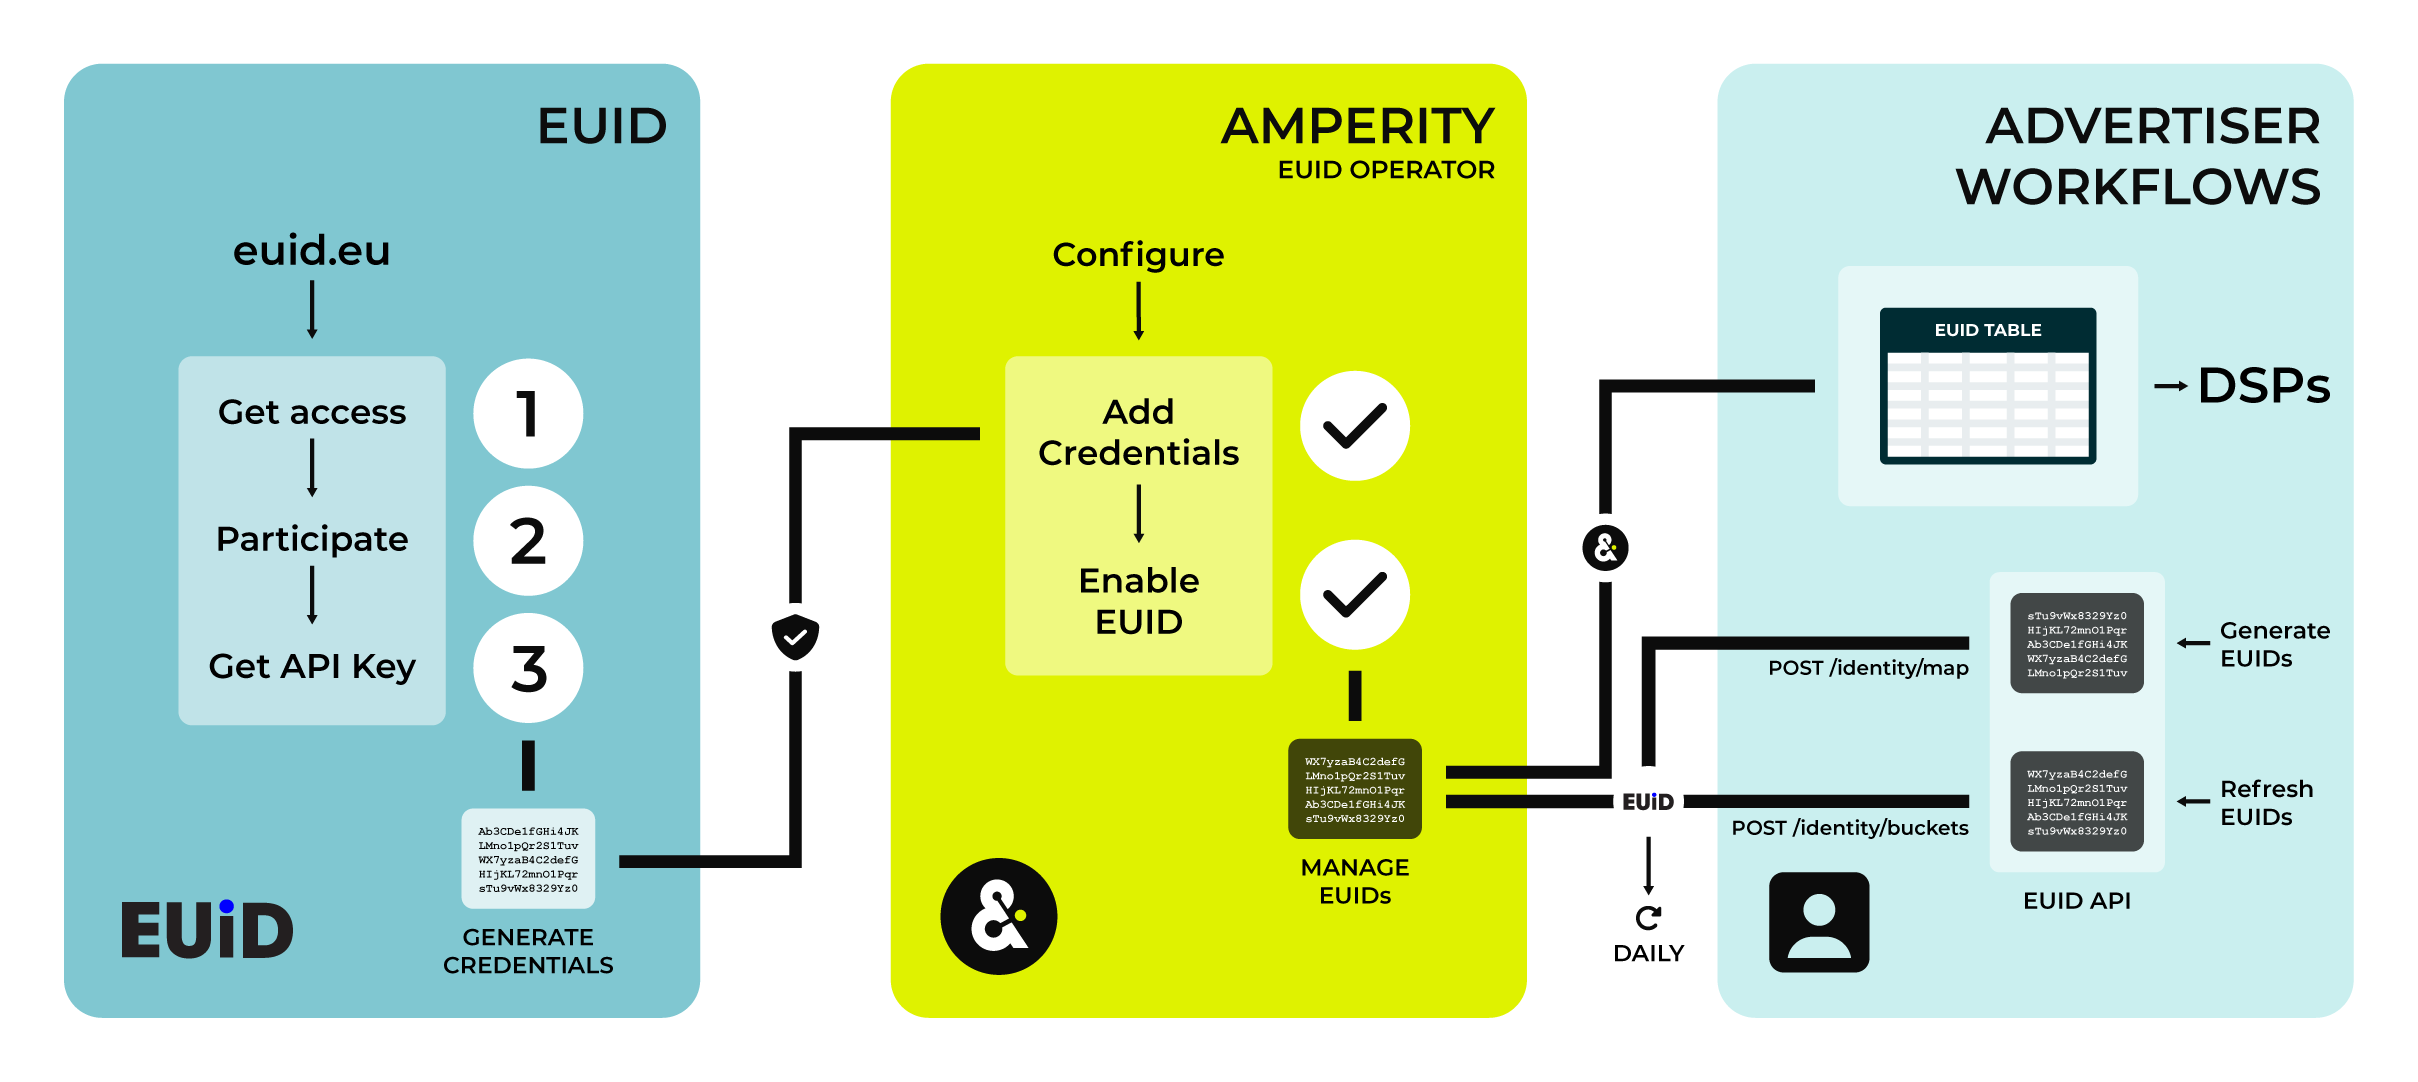 EUID
euid.eu
Get access
1
Participate
2
Get API Key
3
Ab3CDe1fGHi4JK
LMno1pQr2S1Tuv
WX7yzaB4C2defG
HIjKL72mnO1Pqr
sTu9vWx8329Yz0
GENERATE
CREDENTIALS
EUiD
AMPERITY
EUID OPERATOR
Configure
Add
Credentials
Enable
EUID
WX7yzaB4C2defG
LMno1pQr2S1Tuv
HIjKL72mnO1Pqr
Ab3CDe1fGHi4JK
sTu9vWx8329Yz0
MANAGE
EUIDs
&
&
EUiD
DAILY
ADVERTISER
WORKFLOWS
EUID TABLE
DSPs
POST /identity/map
sTu9vWx8329Yz0
HIjKL72mnO1Pqr
Ab3CDe1fGHi4JK
WX7yzaB4C2defG
LMno1pQr2S1Tuv
Generate
EUIDs
POST /identity/buckets
WX7yzaB4C2defG
LMno1pQr2S1Tuv
HIjKL72mnO1Pqr
Ab3CDe1fGHi4JK
sTu9vWx8329Yz0
Refresh
EUIDs
EUID API